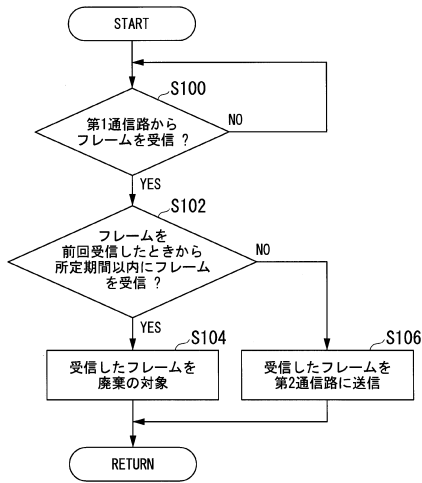 START
S100
第1通信路から
フレームを受信 ?
NO
YES
S102
フレームを
前回受信したときから
所定期間以内にフレーム
を受信 ?
NO
YES
S104
受信したフレームを
廃棄の対象
S106
受信したフレームを
第2通信路に送信
RETURN